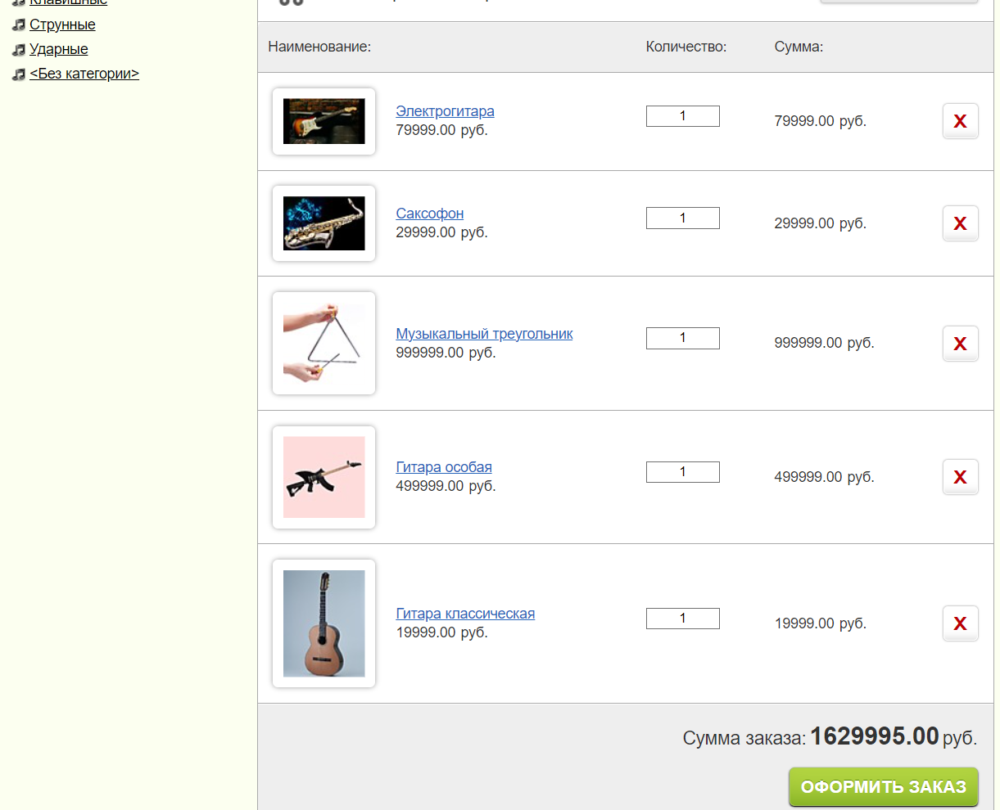 Клавишные
Струнные
Ударные
<Без категории>
Наименование:
Количество:
Сумма:
Электрогитара
79999.00 руб.
1
79999.00 руб.
X
Саксофон
29999.00 руб.
1
29999.00 руб.
X
Музыкальный треугольник
999999.00 руб.
1
999999.00 руб.
X
Гитара особая
499999.00 руб.
1
499999.00 руб.
X
Гитара классическая
19999.00 руб.
1
19999.00 руб.
X
Сумма заказа: 1629995.00 руб.
ОФОРМИТЬ ЗАКАЗ